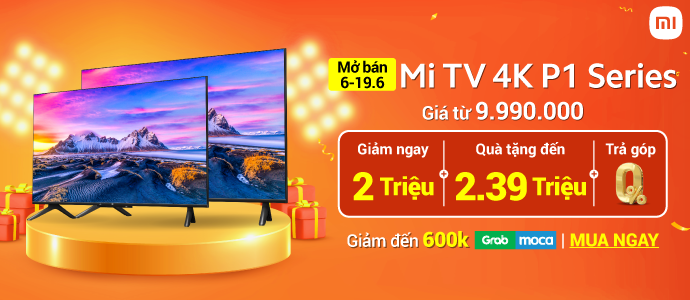 mi
Mở bán
6-19.6
Mi TV 4K P1 Series
Giá từ 9.990.000
Giảm ngay
2 Triệu
+
Quà tặng đến
2.39 Triệu
+
Trả góp
0%
Giảm đến 600k Grab moca | MUA NGAY